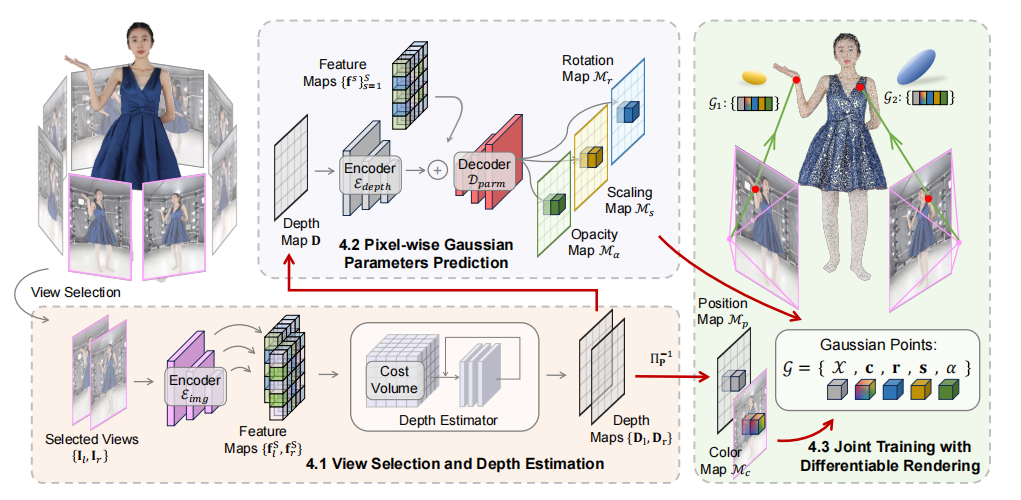 View Selection
Selected Views
{𝐈_l, 𝐈_r}
Encoder
ℰ_img
Feature
Maps {𝐟_l^S, 𝐟_r^S}
Cost
Volume
Depth Estimator
Depth
Maps {𝐃_l, 𝐃_r}
4.1 View Selection and Depth Estimation
Feature
Maps {𝐟^s}_{s=1}^S
Depth
Map 𝐃
Encoder
ℰ_depth
+
Decoder
𝒟_parm
Rotation
Map ℳ_r
Scaling
Map ℳ_s
Opacity
Map ℳ_α
4.2 Pixel-wise Gaussian
Parameters Prediction
𝒢_1: { }
𝒢_2: { }
Π_𝐏^{-1}
Position
Map ℳ_p
Color
Map ℳ_c
Gaussian Points:
𝒢 = { 𝒳 , 𝐜 , 𝐫 , 𝐬 , α }
4.3 Joint Training with
Differentiable Rendering